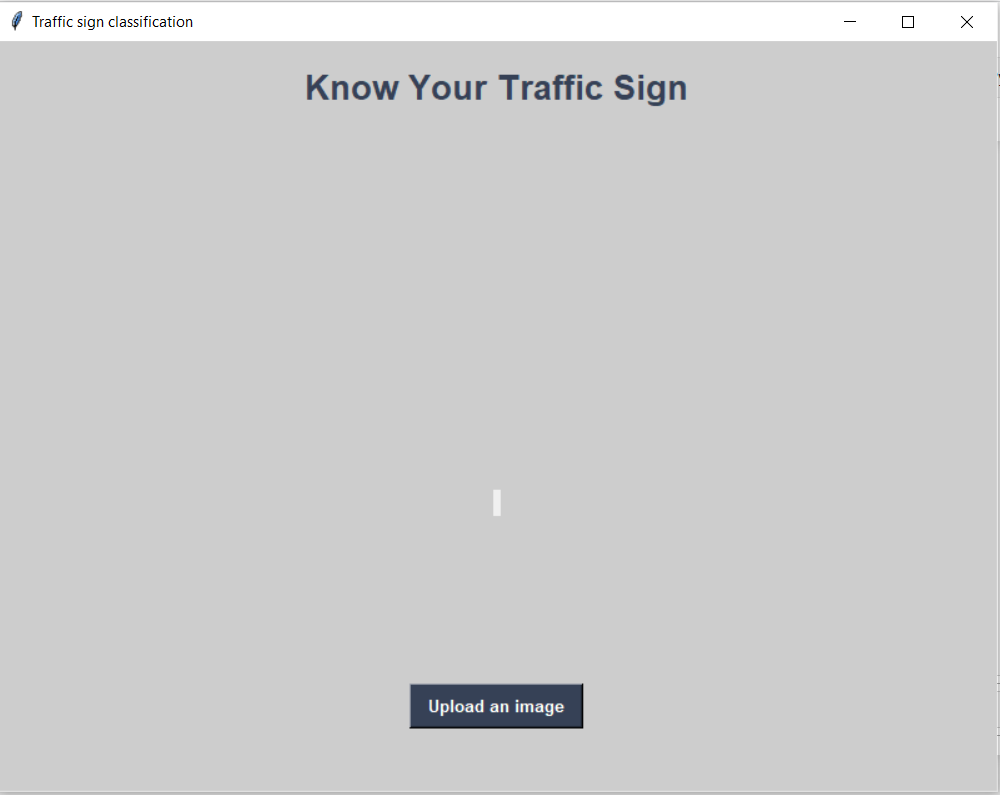 Traffic sign classification
Know Your Traffic Sign
Upload an image